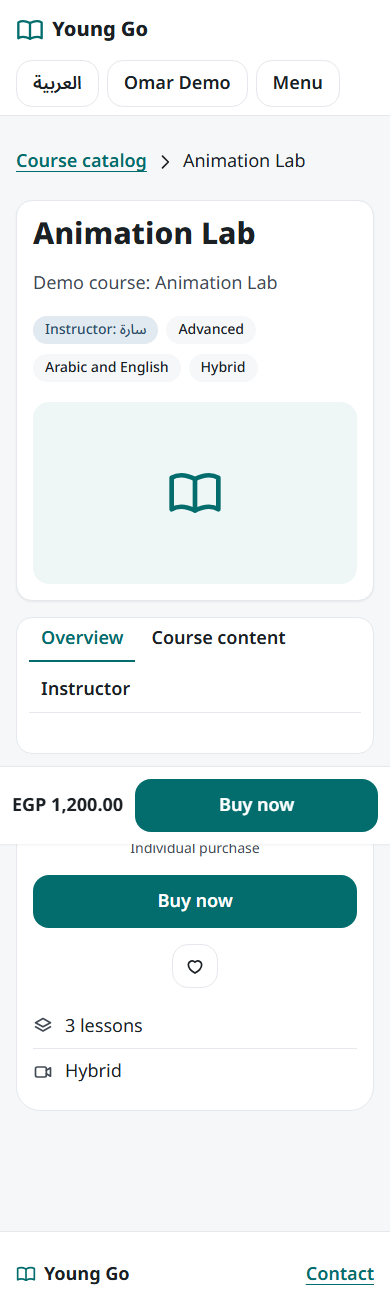 Young Go
العربية
Omar Demo
Menu
Course catalog > Animation Lab
Animation Lab
Demo course: Animation Lab
Instructor: سارة
Advanced
Arabic and English
Hybrid
Overview
Course content
Instructor
EGP 1,200.00
Buy now
Individual purchase
Buy now
3 lessons
Hybrid
Young Go
Contact